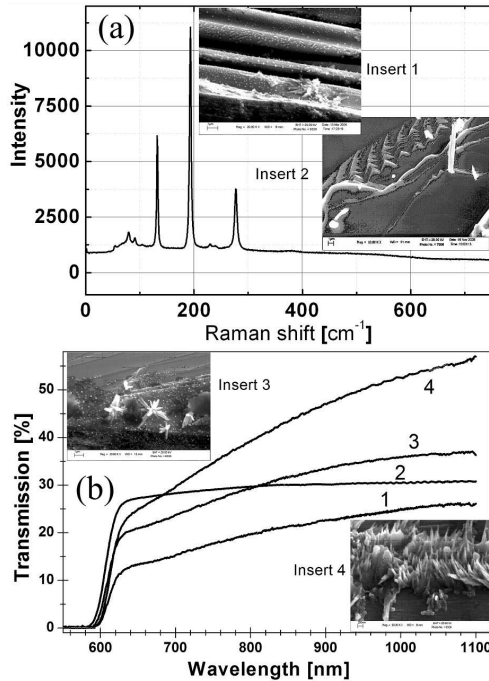 (a)
10000
7500
5000
2500
0
Intensity
Insert 1
Insert 2
0
200
400
600
Raman shift [cm⁻¹]
50
40
30
20
10
0
Transmission [%]
Insert 3
(b)
4
3
2
1
Insert 4
600
700
800
900
1000
1100
Wavelength [nm]